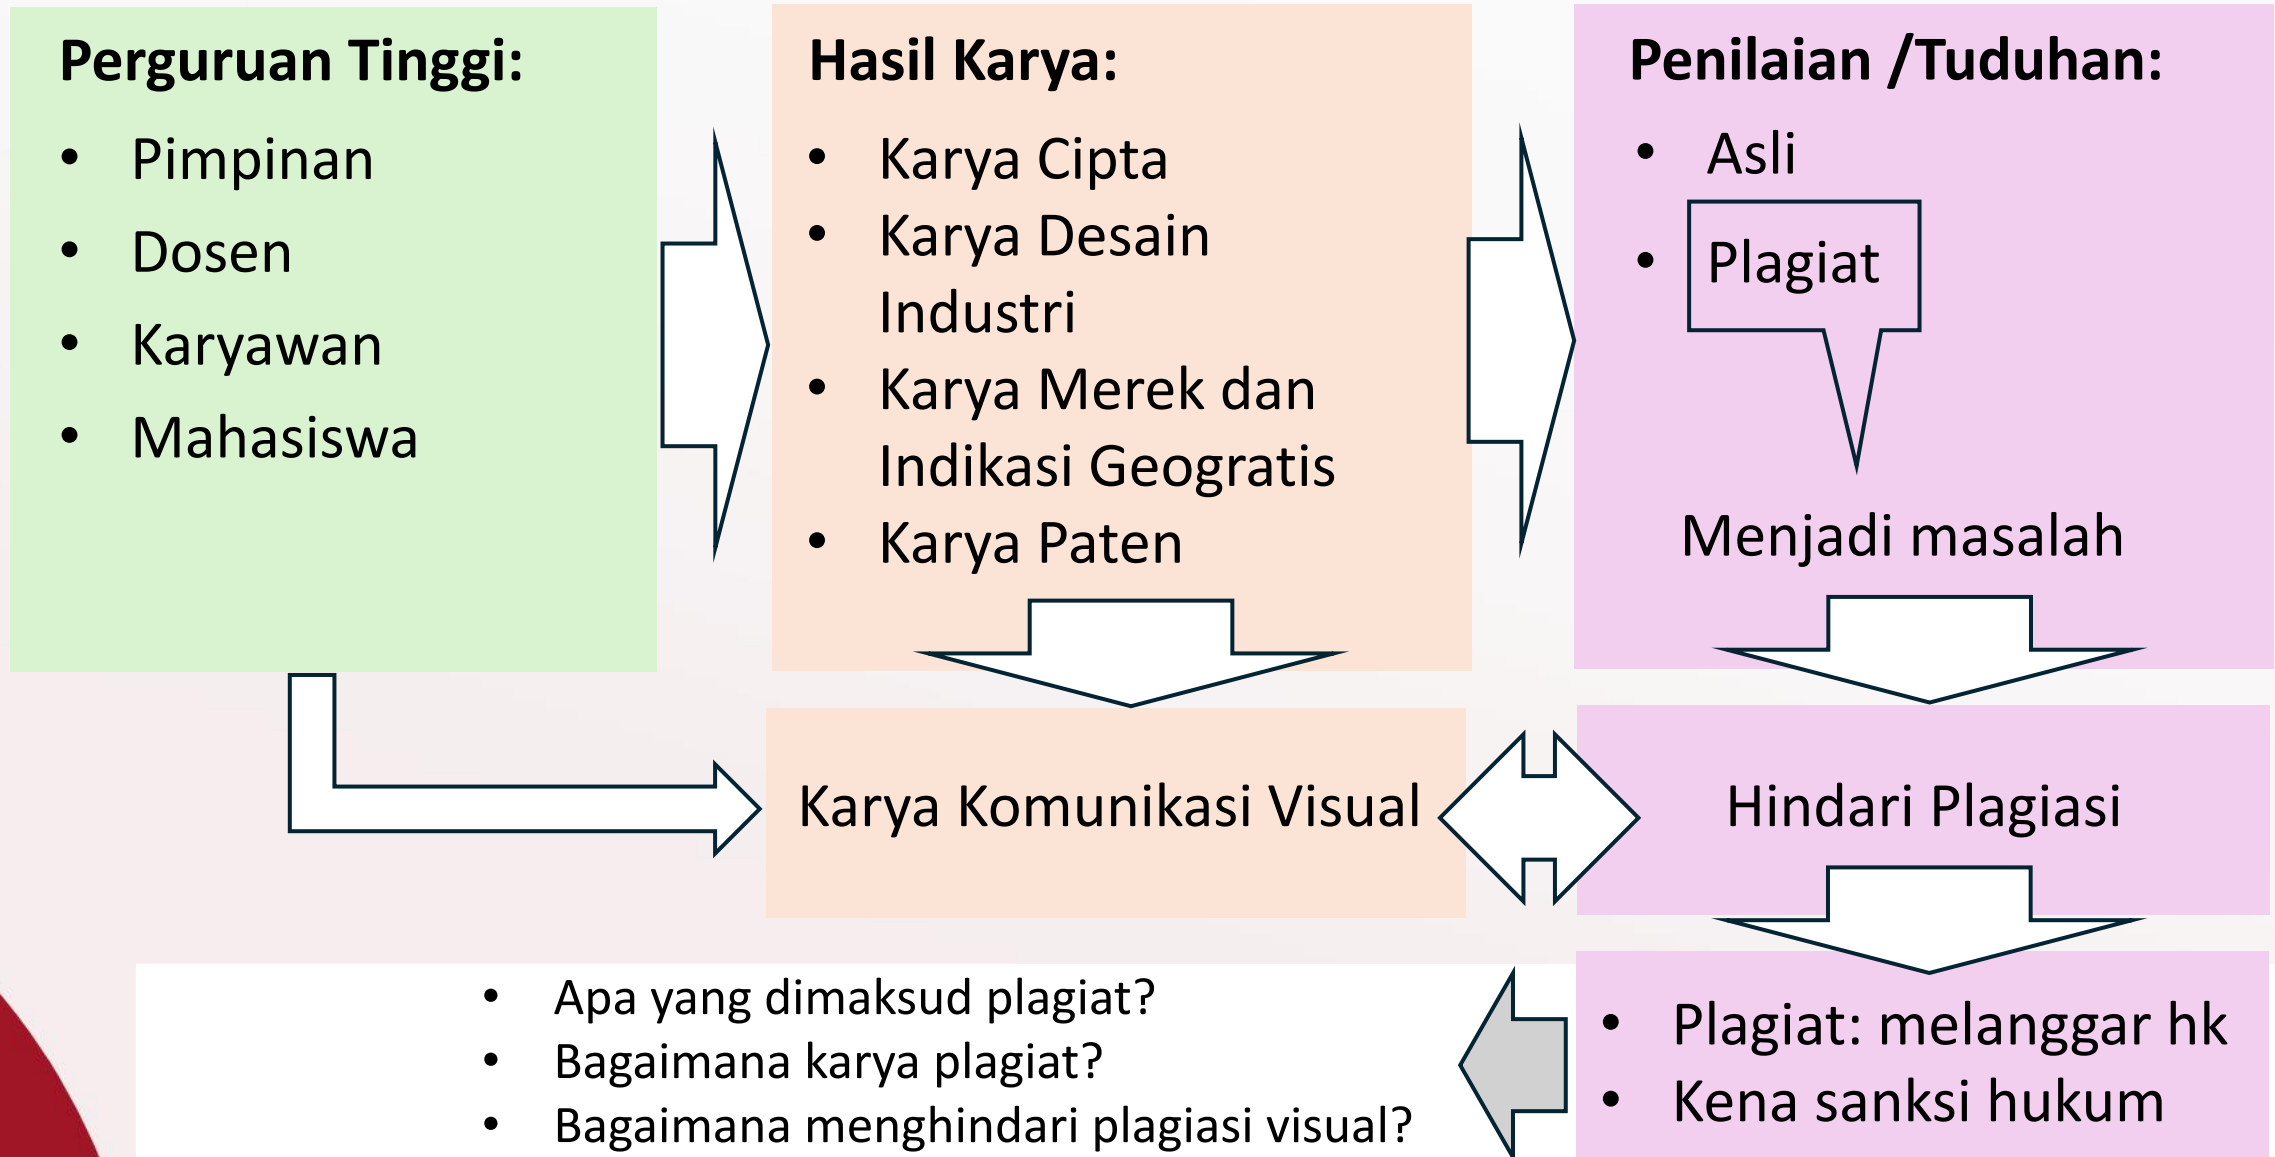 Perguruan Tinggi:
• Pimpinan
• Dosen
• Karyawan
• Mahasiswa
Hasil Karya:
• Karya Cipta
• Karya Desain
Industri
• Karya Merek dan
Indikasi Geogratis
• Karya Paten
Penilaian /Tuduhan:
• Asli
• Plagiat
Menjadi masalah
Karya Komunikasi Visual
Hindari Plagiasi
• Plagiat: melanggar hk
• Kena sanksi hukum
• Apa yang dimaksud plagiat?
• Bagaimana karya plagiat?
• Bagaimana menghindari plagiasi visual?